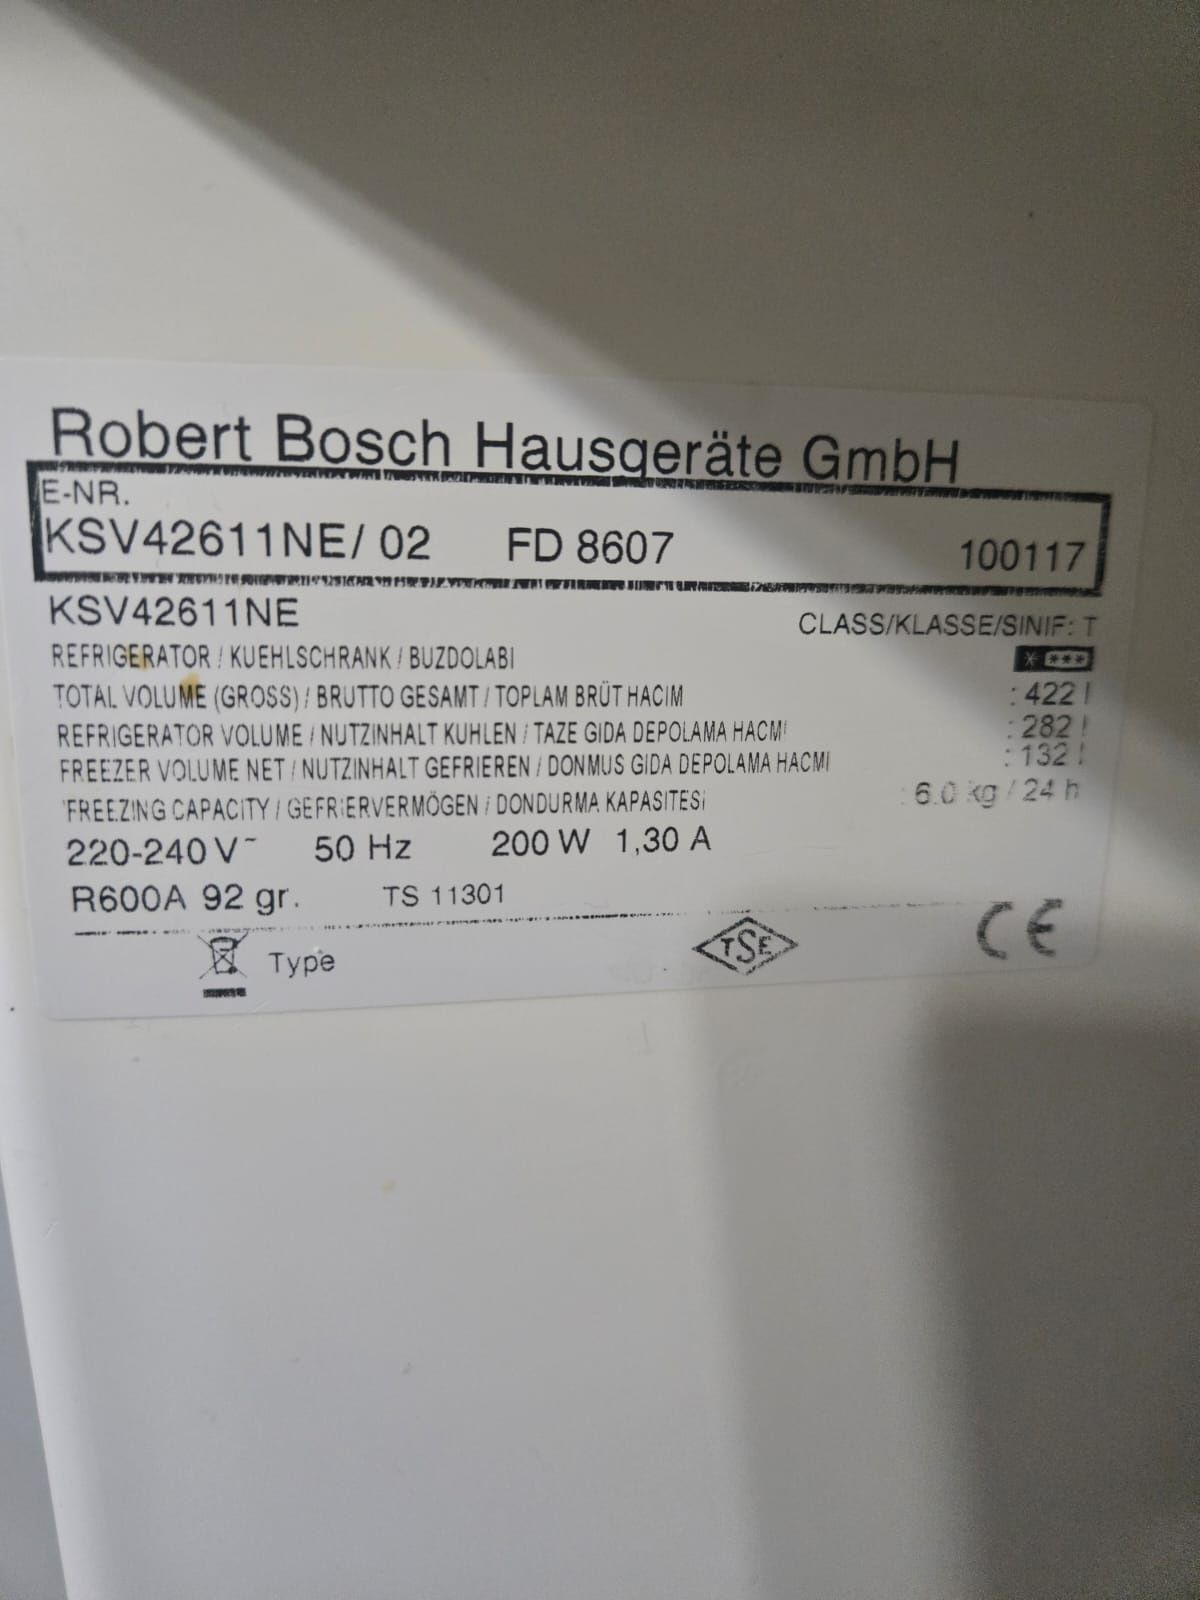 Robert Bosch Hausgeräte GmbH
E-NR.
KSV42611NE/ 02 FD 8607 100117
KSV42611NE CLASS/KLASSE/SINIF: T
REFRIGERATOR / KUEHLSCHRANK / BUZDOLABI * ***
TOTAL VOLUME (GROSS) / BRUTTO GESAMT / TOPLAM BRÜT HACIM : 422 l
REFRIGERATOR VOLUME / NUTZINHALT KUHLEN / TAZE GIDA DEPOLAMA HACMI : 282 l
FREEZER VOLUME NET / NUTZINHALT GEFRIEREN / DONMUS GIDA DEPOLAMA HACMI : 132 l
FREEZING CAPACITY / GEFRIERVERMÖGEN / DONDURMA KAPASITESI : 6.0 kg / 24 h
220-240 V~ 50 Hz 200 W 1,30 A
R600A 92 gr. TS 11301
Type TSE CE